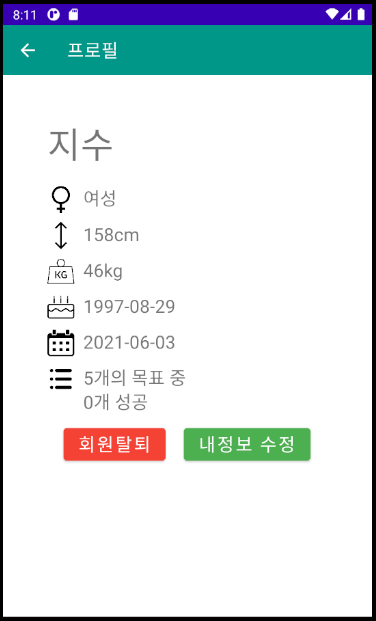 8:11
프로필
지수
여성
158cm
KG
46kg
1997-08-29
2021-06-03
5개의 목표 중
0개 성공
회원탈퇴
내정보 수정